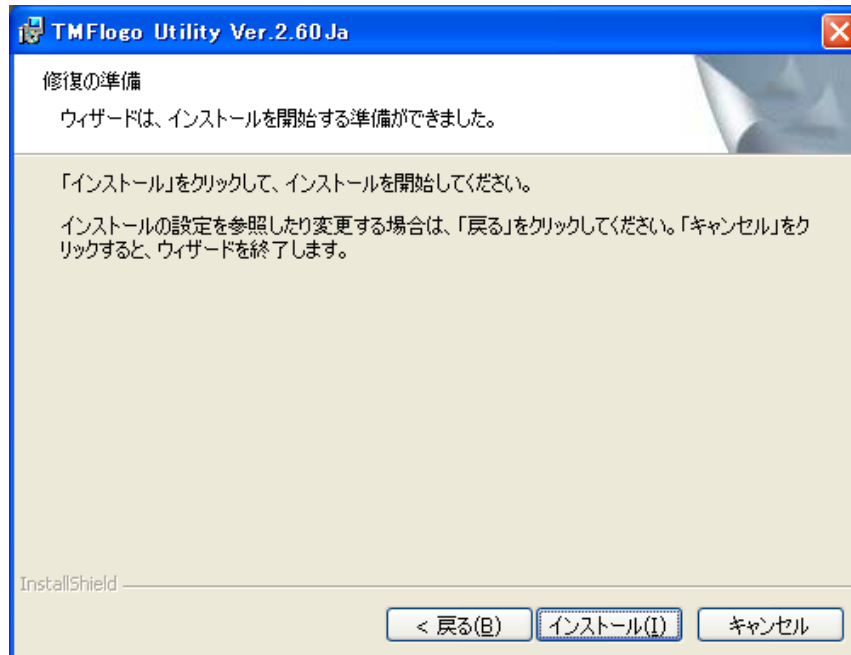 TMFlogo Utility Ver.2.60Ja
修復の準備
ウィザードは、インストールを開始する準備ができました。
「インストール」をクリックして、インストールを開始してください。
インストールの設定を参照したり変更する場合は、「戻る」をクリックしてください。「キャンセル」をク
リックすると、ウィザードを終了します。
InstallShield
< 戻る(B)
インストール(I)
キャンセル